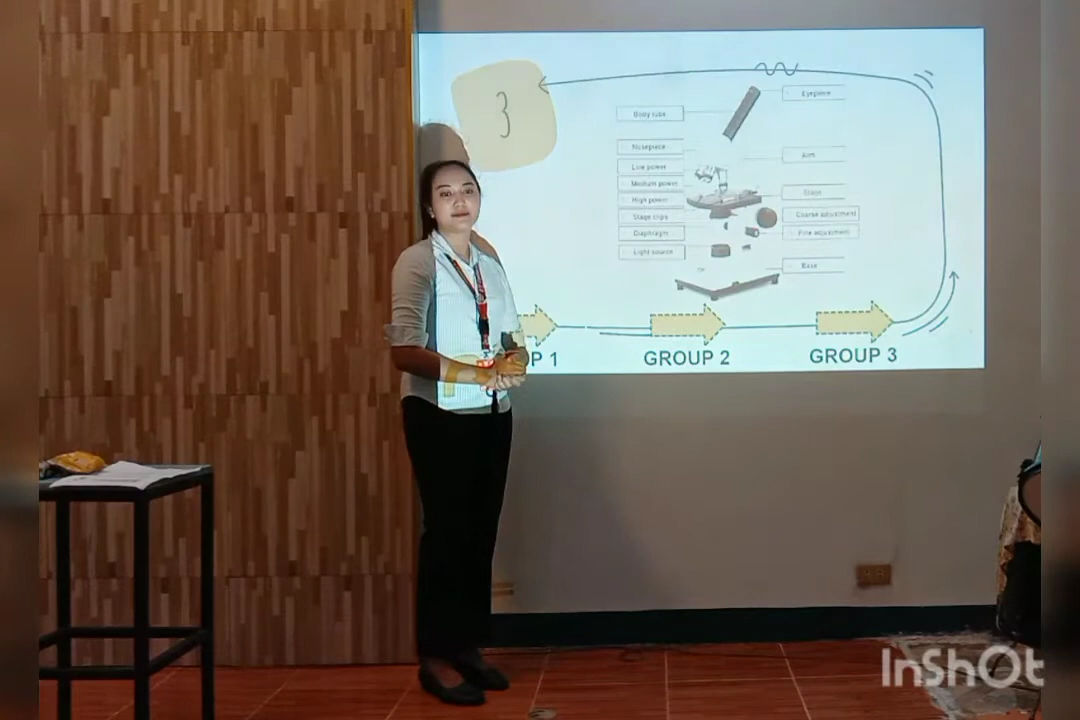 3
Eyepiece
Body tube
Nosepiece
Arm
Low power
Medium power
Stage
High power
Stage clips
Coarse adjustment
Diaphragm
Fine adjustment
Light source
Base
P 1
GROUP 2
GROUP 3
InShOt